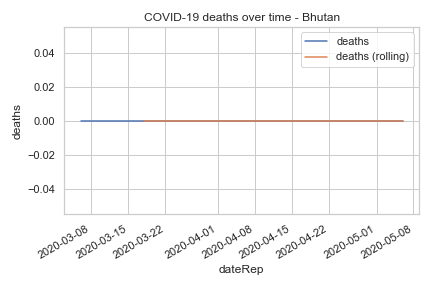 COVID-19 deaths over time - Bhutan
deaths
deaths (rolling)
0.04
0.02
0.00
−0.02
−0.04
deaths
2020-03-08
2020-03-15
2020-03-22
2020-04-01
2020-04-08
2020-04-15
2020-04-22
2020-05-01
2020-05-08
dateRep